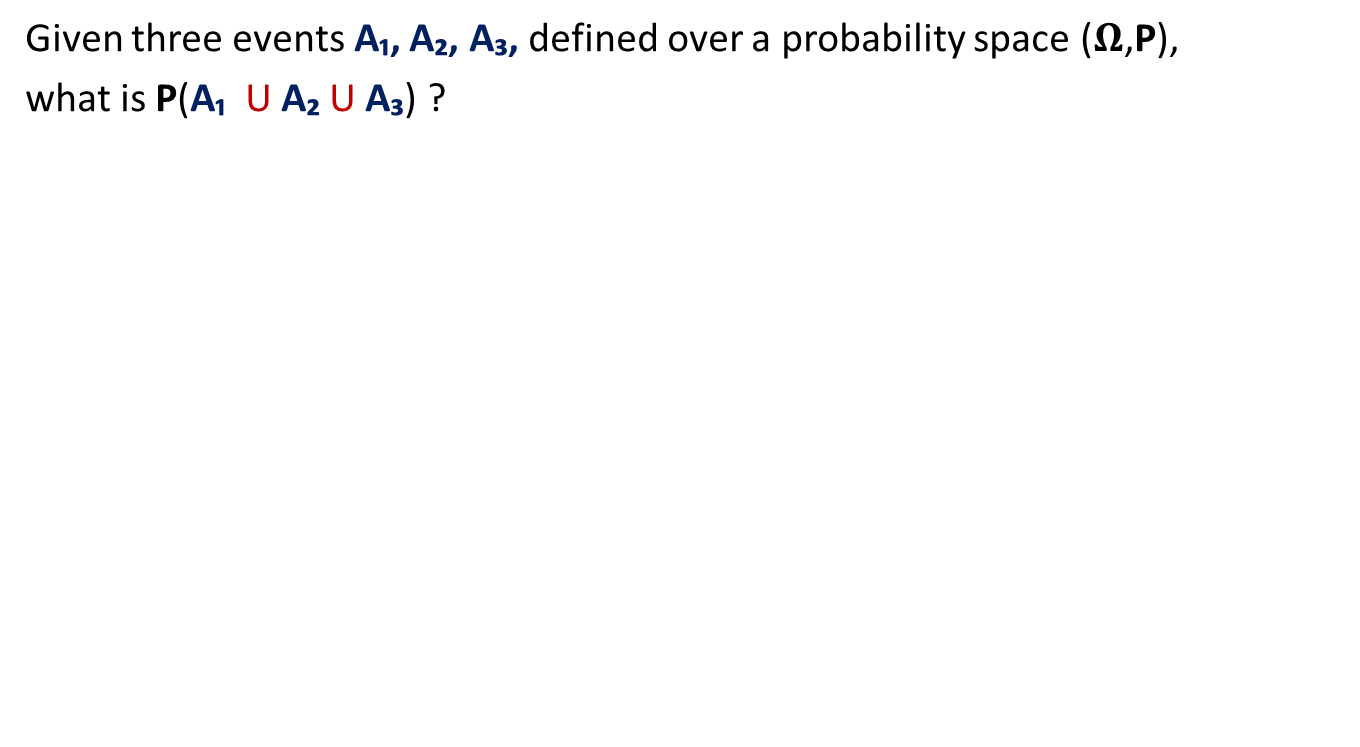 Given three events A₁, A₂, A₃, defined over a probability space (Ω,P),
what is P(A₁ U A₂ U A₃) ?